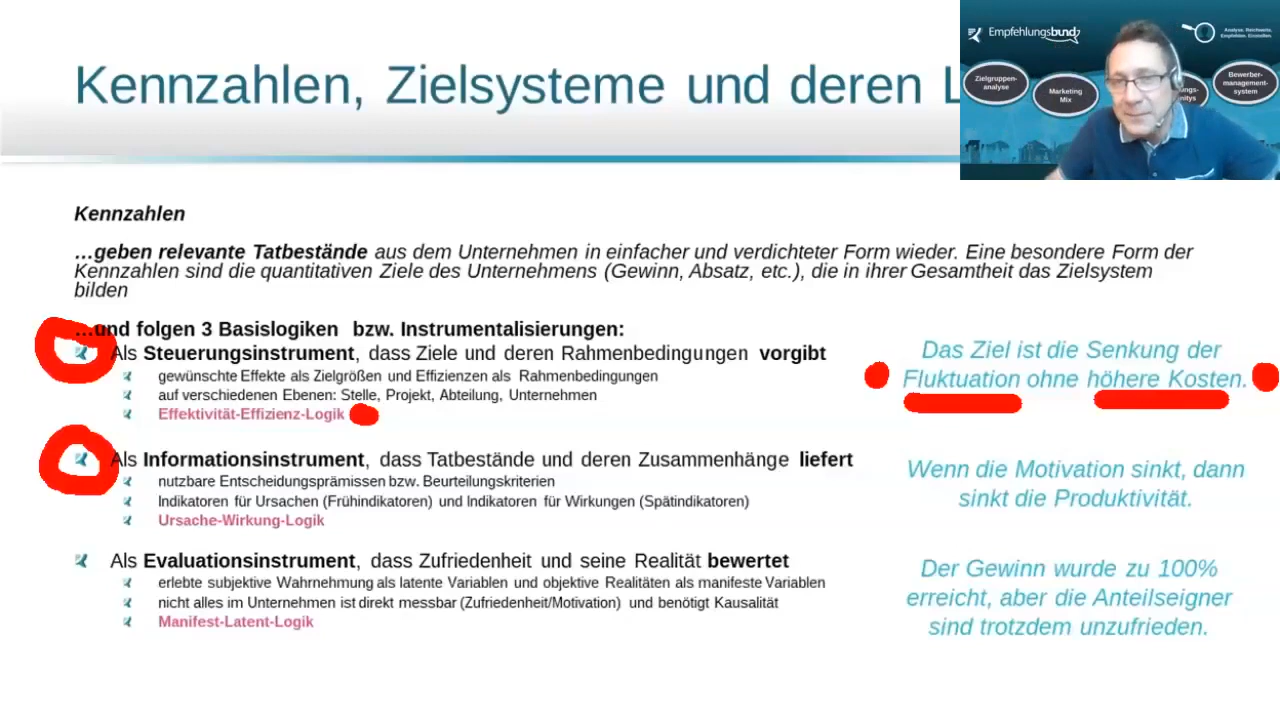 Kennzahlen, Zielsysteme und deren L
Empfehlungsbund
Analyse. Reichweite.
Empfehlen. Einstellen.
Zielgruppen-
analyse
Marketing
Mix
Bewerber-
management-
system
Kennzahlen
…geben relevante Tatbestände aus dem Unternehmen in einfacher und verdichteter Form wieder. Eine besondere Form der
Kennzahlen sind die quantitativen Ziele des Unternehmens (Gewinn, Absatz, etc.), die in ihrer Gesamtheit das Zielsystem
bilden
…und folgen 3 Basislogiken bzw. Instrumentalisierungen:
Als Steuerungsinstrument, dass Ziele und deren Rahmenbedingungen vorgibt
gewünschte Effekte als Zielgrößen und Effizienzen als Rahmenbedingungen
auf verschiedenen Ebenen: Stelle, Projekt, Abteilung, Unternehmen
Effektivität-Effizienz-Logik
Das Ziel ist die Senkung der
Fluktuation ohne höhere Kosten.
Als Informationsinstrument, dass Tatbestände und deren Zusammenhänge liefert
nutzbare Entscheidungsprämissen bzw. Beurteilungskriterien
Indikatoren für Ursachen (Frühindikatoren) und Indikatoren für Wirkungen (Spätindikatoren)
Ursache-Wirkung-Logik
Wenn die Motivation sinkt, dann
sinkt die Produktivität.
Als Evaluationsinstrument, dass Zufriedenheit und seine Realität bewertet
erlebte subjektive Wahrnehmung als latente Variablen und objektive Realitäten als manifeste Variablen
nicht alles im Unternehmen ist direkt messbar (Zufriedenheit/Motivation) und benötigt Kausalität
Manifest-Latent-Logik
Der Gewinn wurde zu 100%
erreicht, aber die Anteilseigner
sind trotzdem unzufrieden.